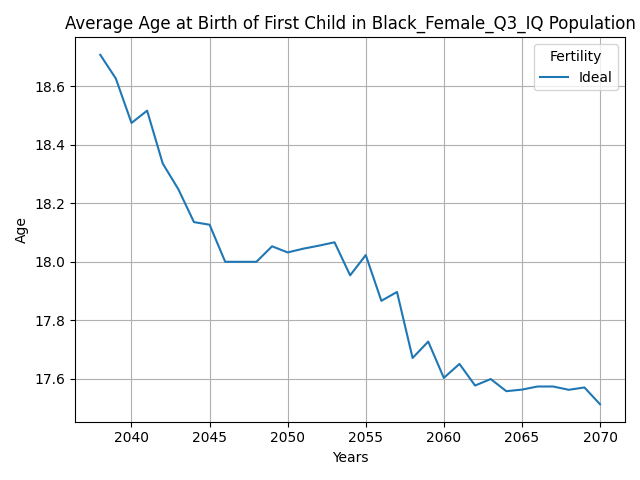 Average Age at Birth of First Child in Black_Female_Q3_IQ Population
Fertility
Ideal
18.6
18.4
18.2
18.0
17.8
17.6
Age
2040 2045 2050 2055 2060 2065 2070
Years